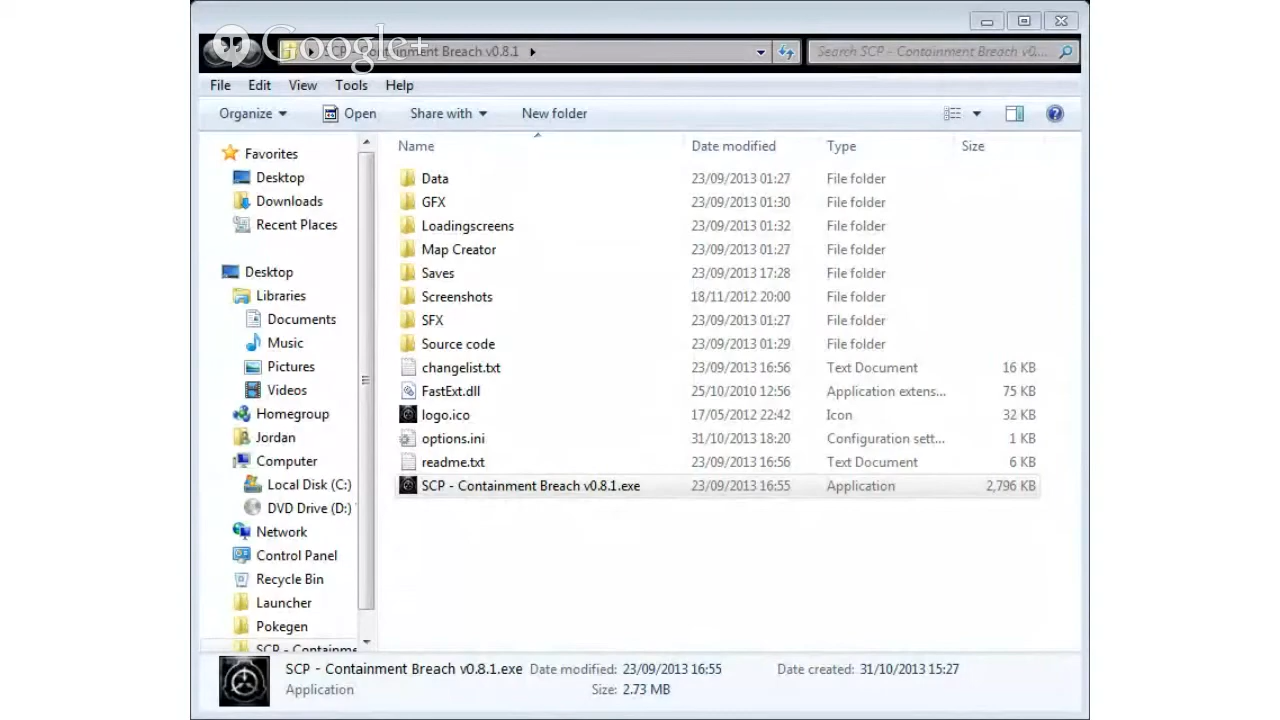 Google+
SCP - Containment Breach v0.8.1
Search SCP - Containment Breach v0....
File Edit View Tools Help
Organize Open Share with New folder
Name Date modified Type Size
Favorites
Desktop
Downloads
Recent Places
Desktop
Libraries
Documents
Music
Pictures
Videos
Homegroup
Jordan
Computer
Local Disk (C:)
DVD Drive (D:)
Network
Control Panel
Recycle Bin
Launcher
Pokegen
SCP - Containme
Data 23/09/2013 01:27 File folder
GFX 23/09/2013 01:30 File folder
Loadingscreens 23/09/2013 01:32 File folder
Map Creator 23/09/2013 01:27 File folder
Saves 23/09/2013 17:28 File folder
Screenshots 18/11/2012 20:00 File folder
SFX 23/09/2013 01:27 File folder
Source code 23/09/2013 01:29 File folder
changelist.txt 23/09/2013 16:56 Text Document 16 KB
FastExt.dll 25/10/2010 12:56 Application extens... 75 KB
logo.ico 17/05/2012 22:42 Icon 32 KB
options.ini 31/10/2013 18:20 Configuration sett... 1 KB
readme.txt 23/09/2013 16:56 Text Document 6 KB
SCP - Containment Breach v0.8.1.exe 23/09/2013 16:55 Application 2,796 KB
SCP - Containment Breach v0.8.1.exe Date modified: 23/09/2013 16:55 Date created: 31/10/2013 15:27
Application Size: 2.73 MB